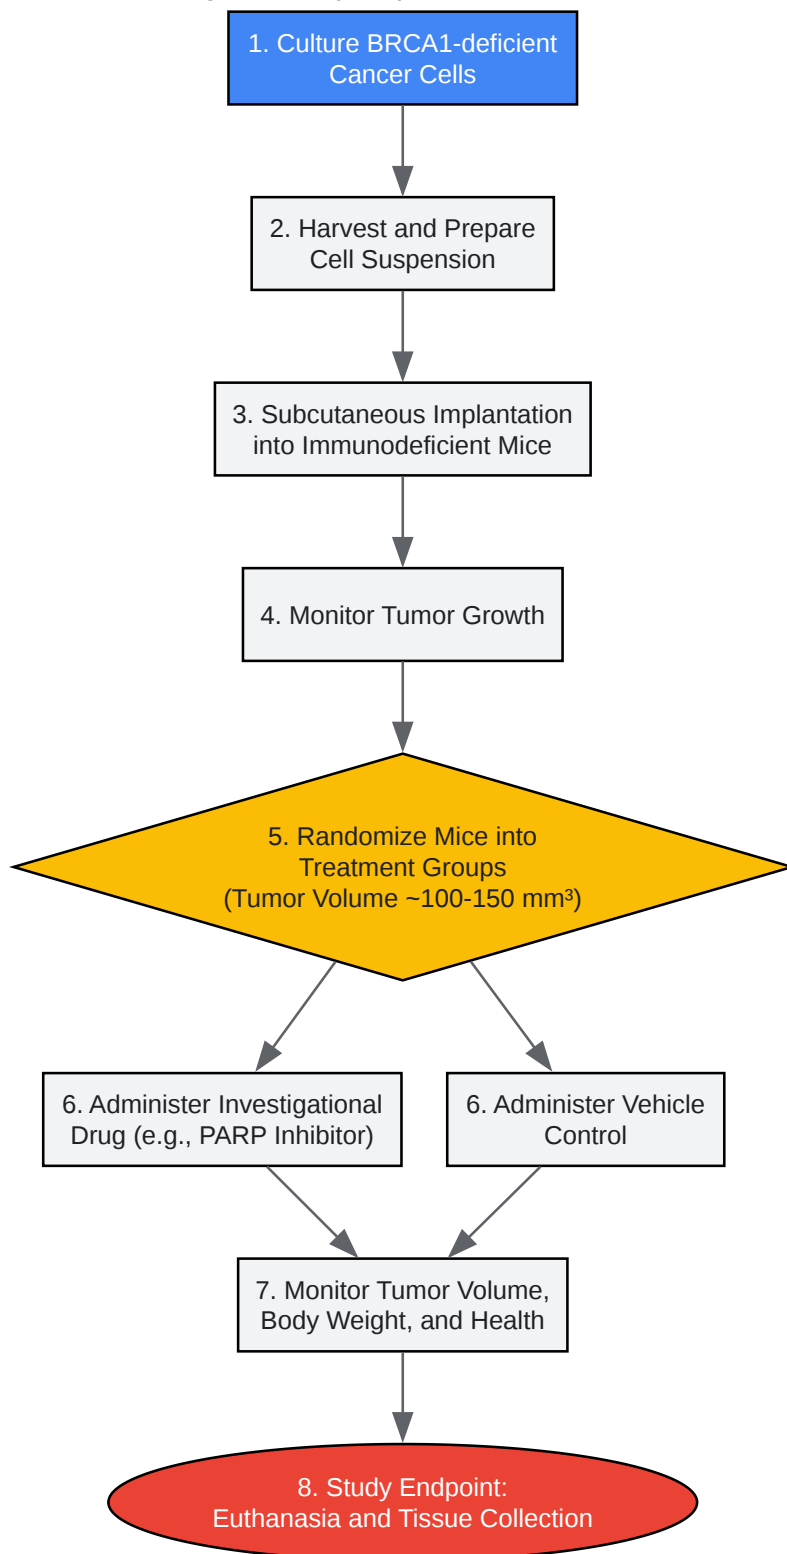 1. Culture BRCA1-deficient
Cancer Cells
2. Harvest and Prepare
Cell Suspension
3. Subcutaneous Implantation
into Immunodeficient Mice
4. Monitor Tumor Growth
5. Randomize Mice into
Treatment Groups
(Tumor Volume ~100-150 mm³)
6. Administer Investigational
Drug (e.g., PARP Inhibitor)
6. Administer Vehicle
Control
7. Monitor Tumor Volume,
Body Weight, and Health
8. Study Endpoint:
Euthanasia and Tissue Collection